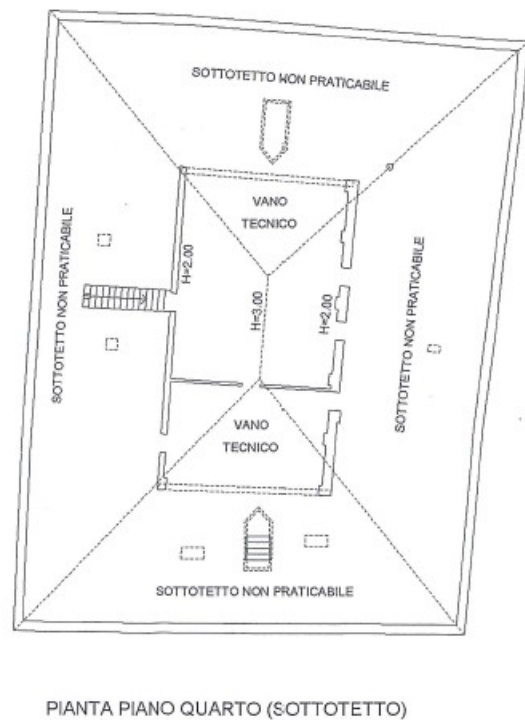 SOTTOTETTO NON PRATICABILE
VANO
TECNICO
SOTTOTETTO NON PRATICABILE
H=2.00
H=3.00
H=2.00
SOTTOTETTO NON PRATICABILE
VANO
TECNICO
SOTTOTETTO NON PRATICABILE
PIANTA PIANO QUARTO (SOTTOTETTO)